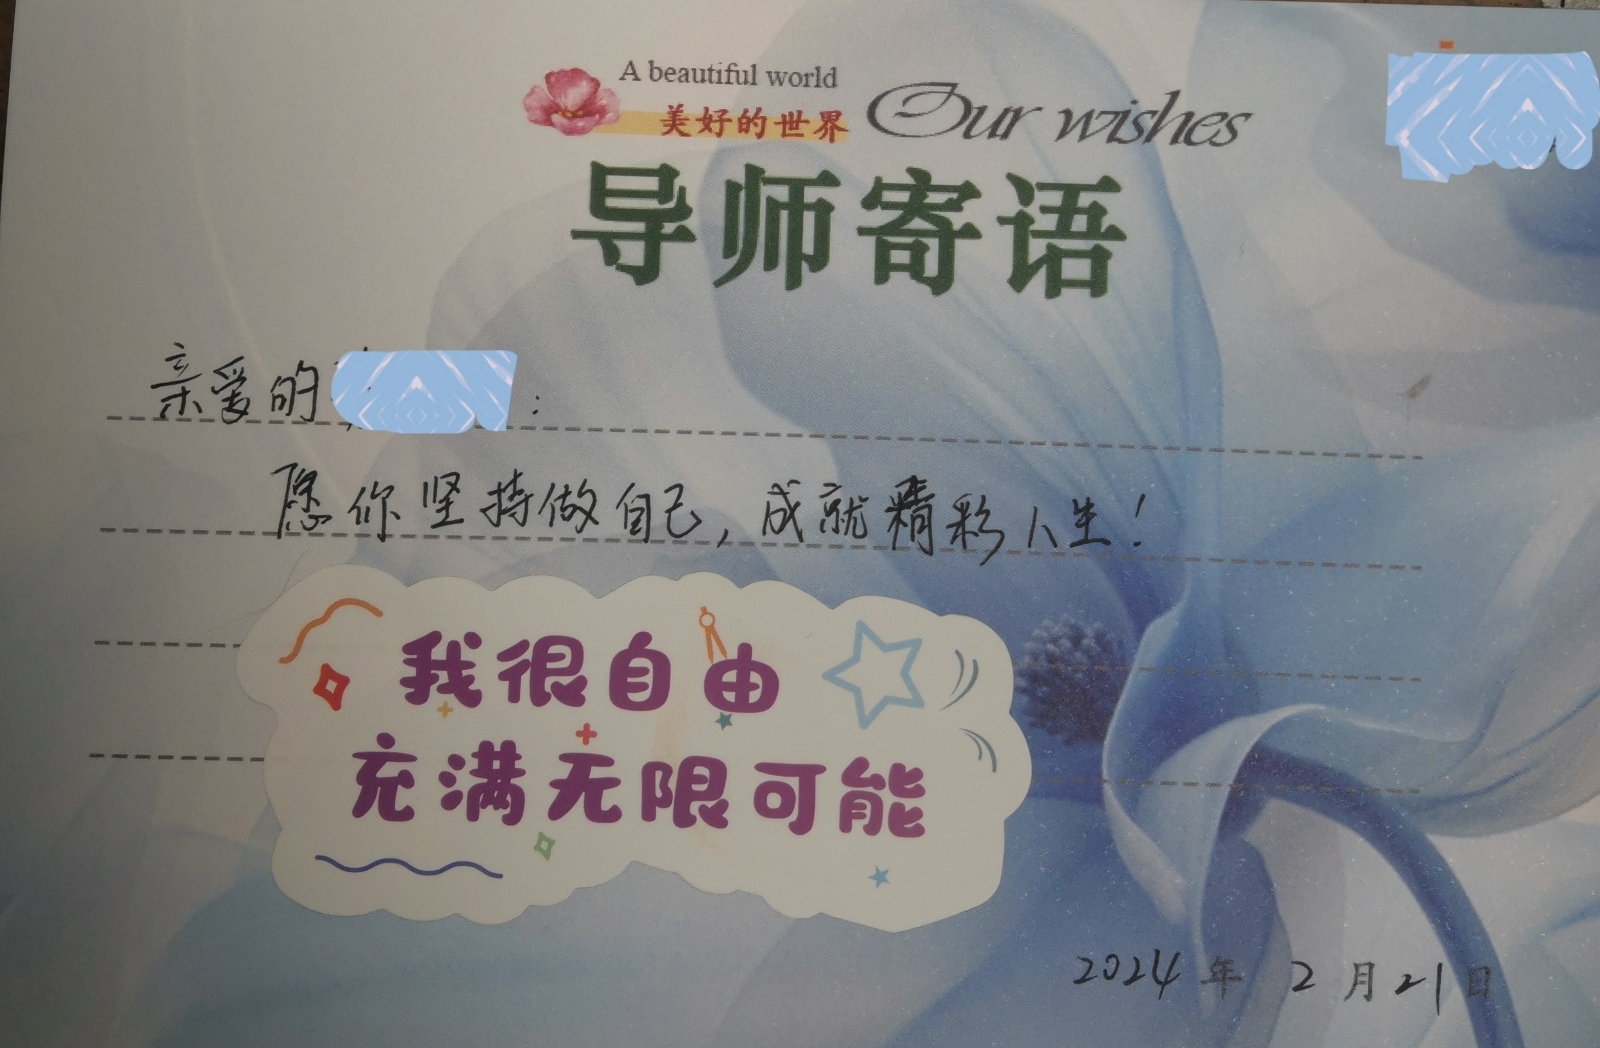 A beautiful world
美好的世界
Our wishes
导师寄语
亲爱的
:
愿你坚持做自己,成就精彩人生!
我很自由
充满无限可能
2024年 2月21日